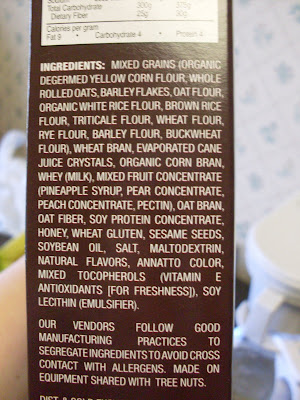 Total Carbohydrate 300g 375g
Dietary Fiber 25g 30g
Calories per gram:
Fat 9 • Carbohydrate 4 • Protein 4
INGREDIENTS: MIXED GRAINS (ORGANIC
DEGERMED YELLOW CORN FLOUR, WHOLE
ROLLED OATS, BARLEY FLAKES, OAT FLOUR,
ORGANIC WHITE RICE FLOUR, BROWN RICE
FLOUR, TRITICALE FLOUR, WHEAT FLOUR,
RYE FLOUR, BARLEY FLOUR, BUCKWHEAT
FLOUR), WHEAT BRAN, EVAPORATED CANE
JUICE CRYSTALS, ORGANIC CORN BRAN,
WHEY (MILK), MIXED FRUIT CONCENTRATE
(PINEAPPLE SYRUP, PEAR CONCENTRATE,
PEACH CONCENTRATE, PECTIN), OAT BRAN,
OAT FIBER, SOY PROTEIN CONCENTRATE,
HONEY, WHEAT GLUTEN, SESAME SEEDS,
SOYBEAN OIL, SALT, MALTODEXTRIN,
NATURAL FLAVORS, ANNATTO COLOR,
MIXED TOCOPHEROLS (VITAMIN E
ANTIOXIDANTS [FOR FRESHNESS]), SOY
LECITHIN (EMULSIFIER).
OUR VENDORS FOLLOW GOOD
MANUFACTURING PRACTICES TO
SEGREGATE INGREDIENTS TO AVOID CROSS
CONTACT WITH ALLERGENS. MADE ON
EQUIPMENT SHARED WITH TREE NUTS.